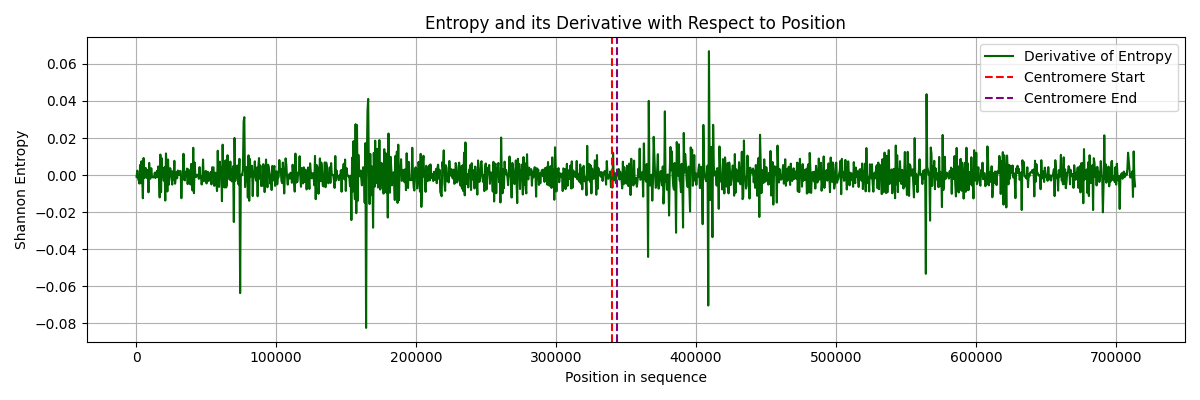 Entropy and its Derivative with Respect to Position
Shannon Entropy
0.06
0.04
0.02
0.00
−0.02
−0.04
−0.06
−0.08
Derivative of Entropy
Centromere Start
Centromere End
0 100000 200000 300000 400000 500000 600000 700000
Position in sequence